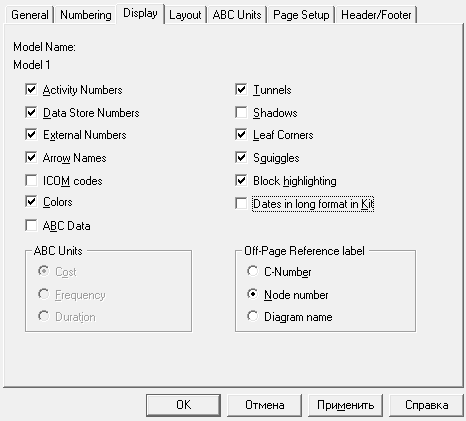 General Numbering Display Layout ABC Units Page Setup Header/Footer
Model Name:
Model 1
Activity Numbers
Data Store Numbers
External Numbers
Arrow Names
ICOM codes
Colors
ABC Data
Tunnels
Shadows
Leaf Corners
Squiggles
Block highlighting
Dates in long format in Kit
ABC Units
Cost
Frequency
Duration
Off-Page Reference label
C-Number
Node number
Diagram name
OK Отмена Применить Справка